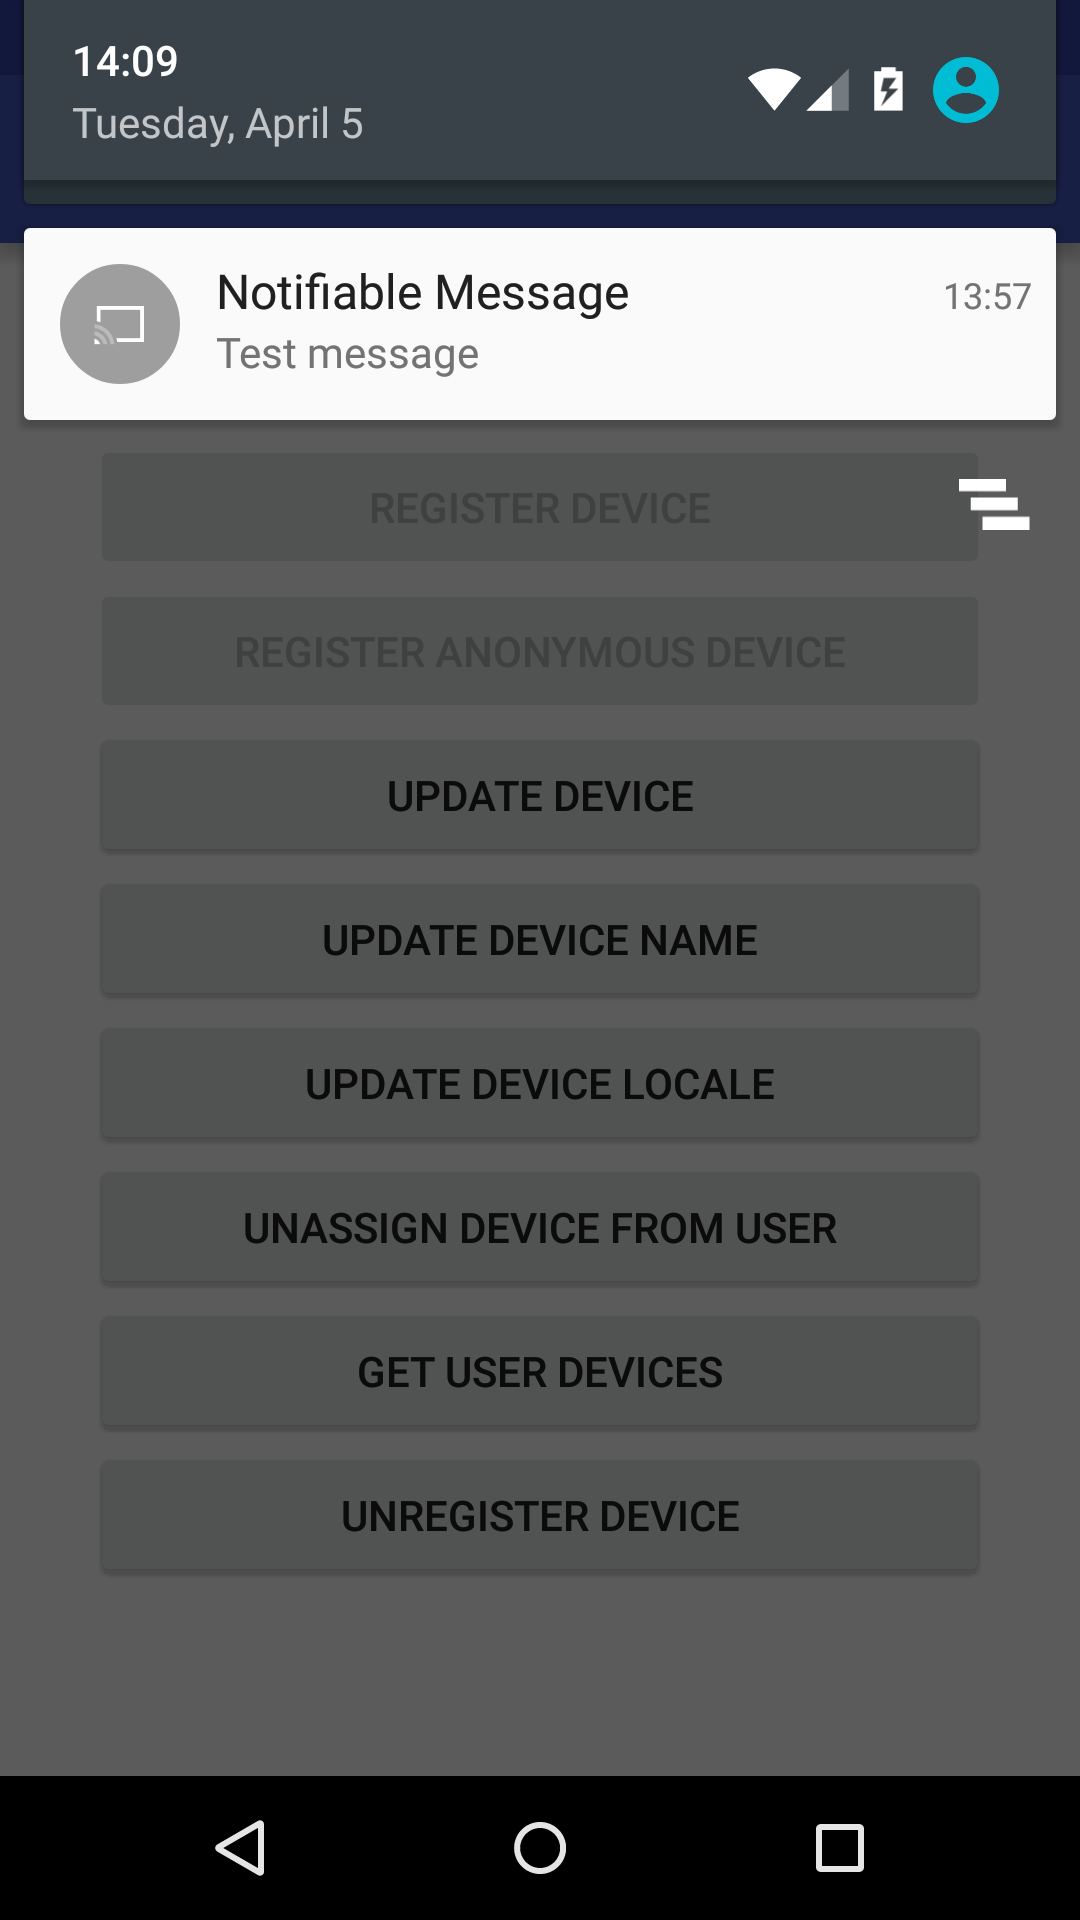 14:09
Tuesday, April 5
Notifiable Message 13:57
Test message
REGISTER DEVICE
REGISTER ANONYMOUS DEVICE
UPDATE DEVICE
UPDATE DEVICE NAME
UPDATE DEVICE LOCALE
UNASSIGN DEVICE FROM USER
GET USER DEVICES
UNREGISTER DEVICE